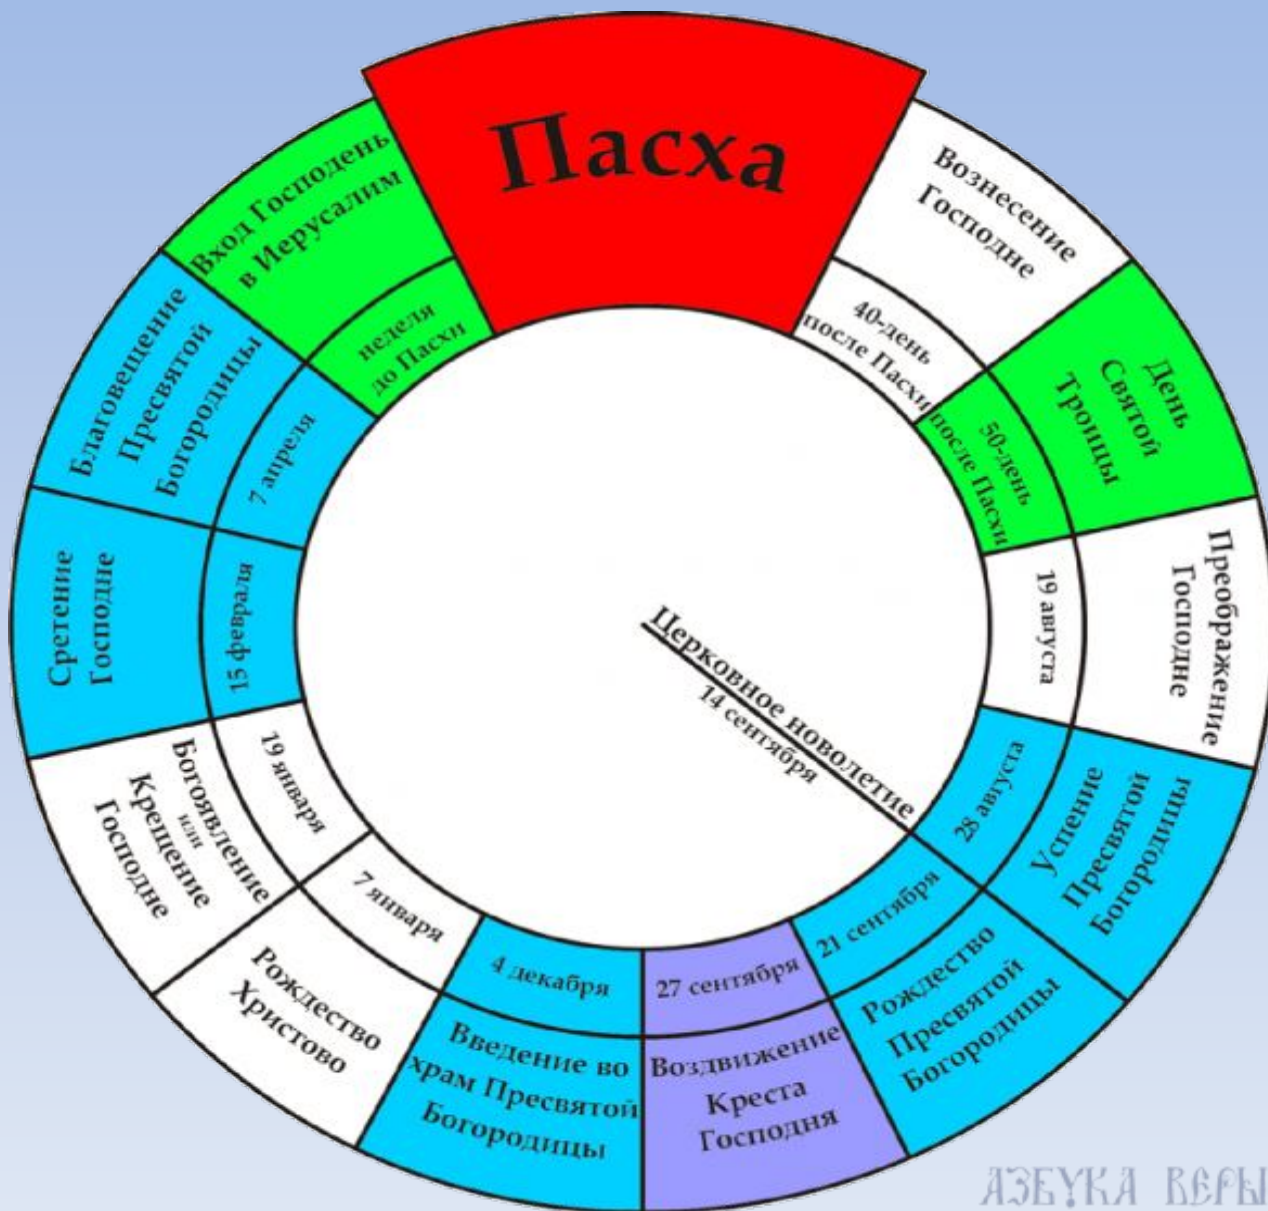 Пасха
Вознесение
Господне
40-день
после Пасхи
День
Святой
Троицы
50-день
после Пасхи
Преображение
Господне
19 августа
Успение
Пресвятой
Богородицы
28 августа
Церковное новолетие
14 сентября
Рождество
Пресвятой
Богородицы
21 сентября
Воздвижение
Креста
Господня
27 сентября
Введение во
храм Пресвятой
Богородицы
4 декабря
Рождество
Христово
7 января
Богоявление
или
Крещение
Господне
19 января
Сретение
Господне
15 февраля
Благовещение
Пресвятой
Богородицы
7 апреля
Вход Господень
в Иерусалим
неделя
до Пасхи
АЗБУКА ВЕРЫ